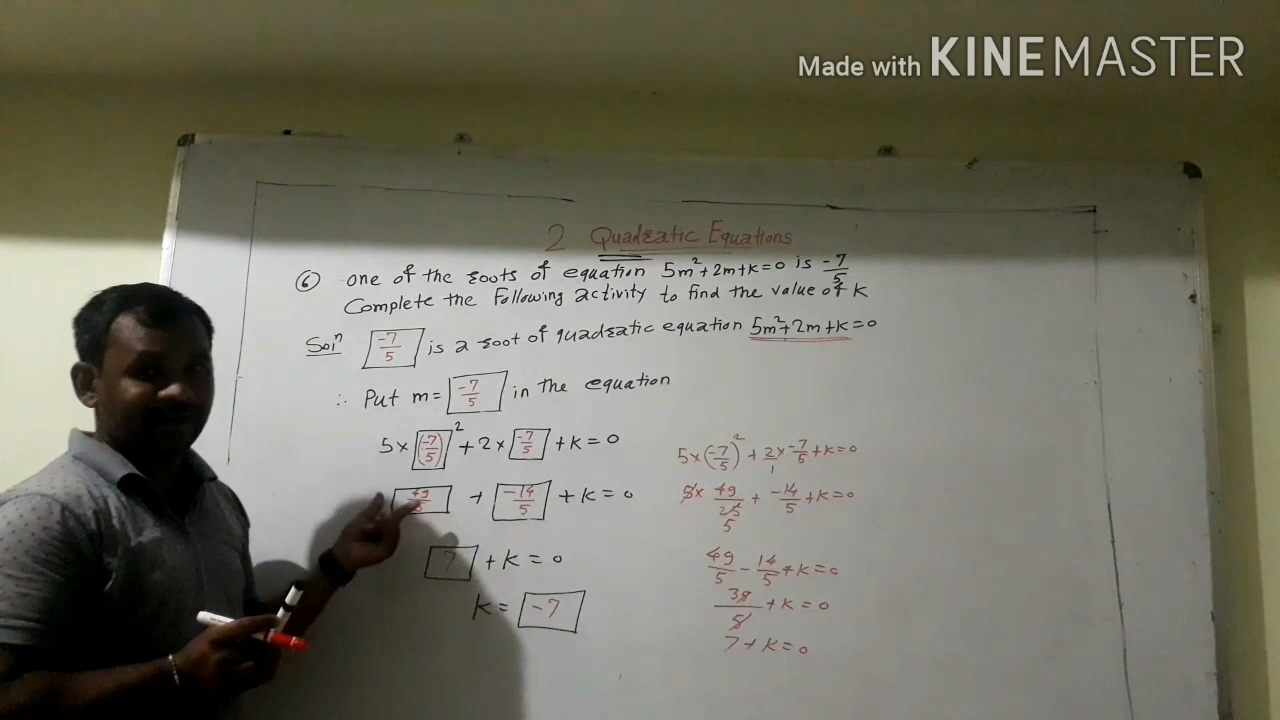 Made with KINEMASTER
2 Quadratic Equations
6 One of the roots of equation 5m²+2m+k=0 is -7/5
Complete the following activity to find the value of k
Solⁿ -7/5 is a root of quadratic equation 5m²+2m+k=0
∴ Put m= -7/5 in the equation
5×(-7/5)²+2×-7/5+k=0
49/5 + -14/5 +k=0
7 +k=0
k= -7
5×(-7/5)²+2/1×-7/5+k=0
5×49/25 5+-14/5+k=0
49/5-14/5+k=0
/5+k=0
7+k=0